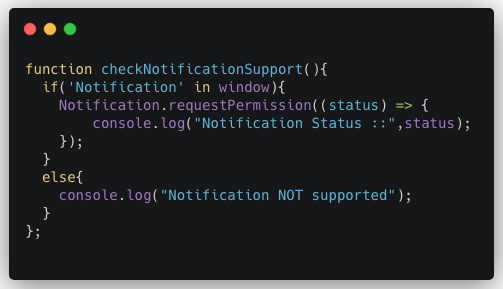 function checkNotificationSupport(){
  if('Notification' in window){
    Notification.requestPermission((status) => {
        console.log("Notification Status ::",status);
    });
  }
  else{
    console.log("Notification NOT supported");
  }
};